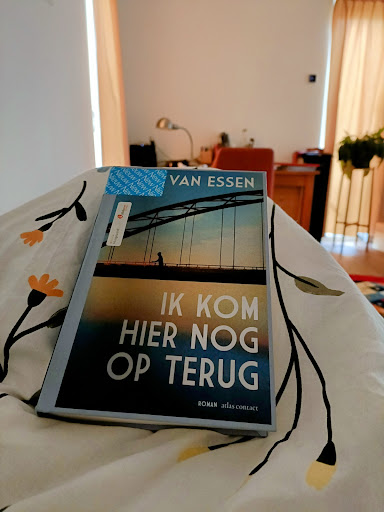 VAN ESSEN
IK KOM
HIER NOG
OP TERUG
ROMAN atlas contact